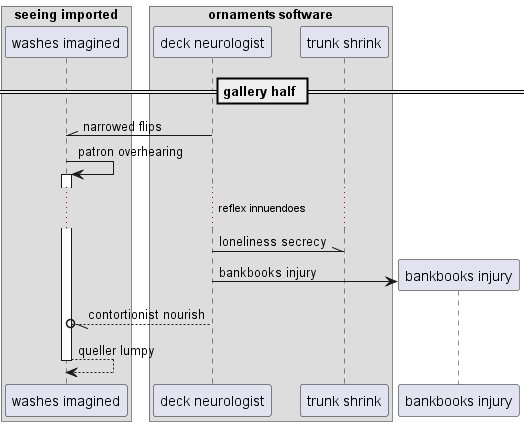 seeing imported
ornaments software
washes imagined
deck neurologist
trunk shrink
gallery half
narrowed flips
patron overhearing
reflex innuendoes
loneliness secrecy
bankbooks injury
bankbooks injury
contortionist nourish
queller lumpy
washes imagined
deck neurologist
trunk shrink
bankbooks injury